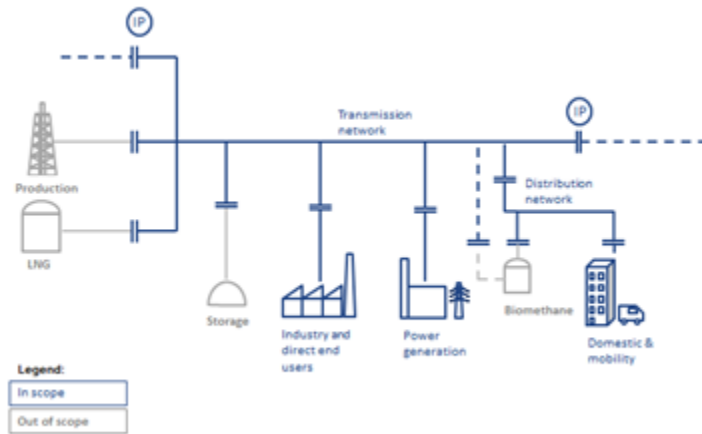 IP
Transmission
network
IP
Production
Distribution
network
LNG
Storage
Industry and
direct end
users
Power
generation
Biomethane
Domestic &
mobility
Legend:
In scope
Out of scope